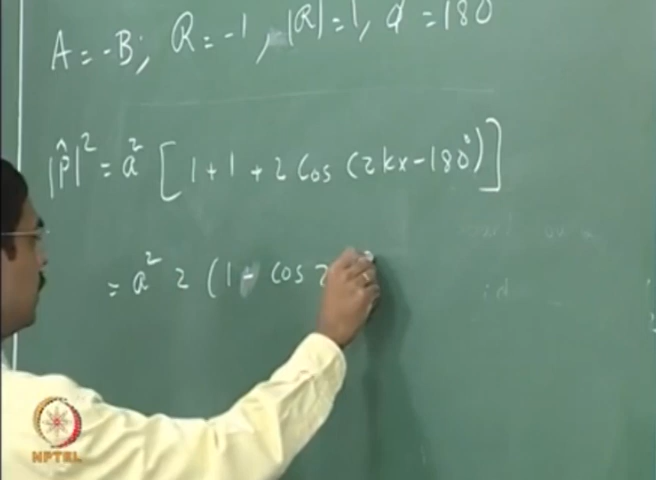 A = -B; R = -1, |R| = 1, φ = 180
|p̂|² = a² [1 + 1 + 2 Cos (2kx - 180°)]
= a² 2 (1 - cos 2
NPTEL